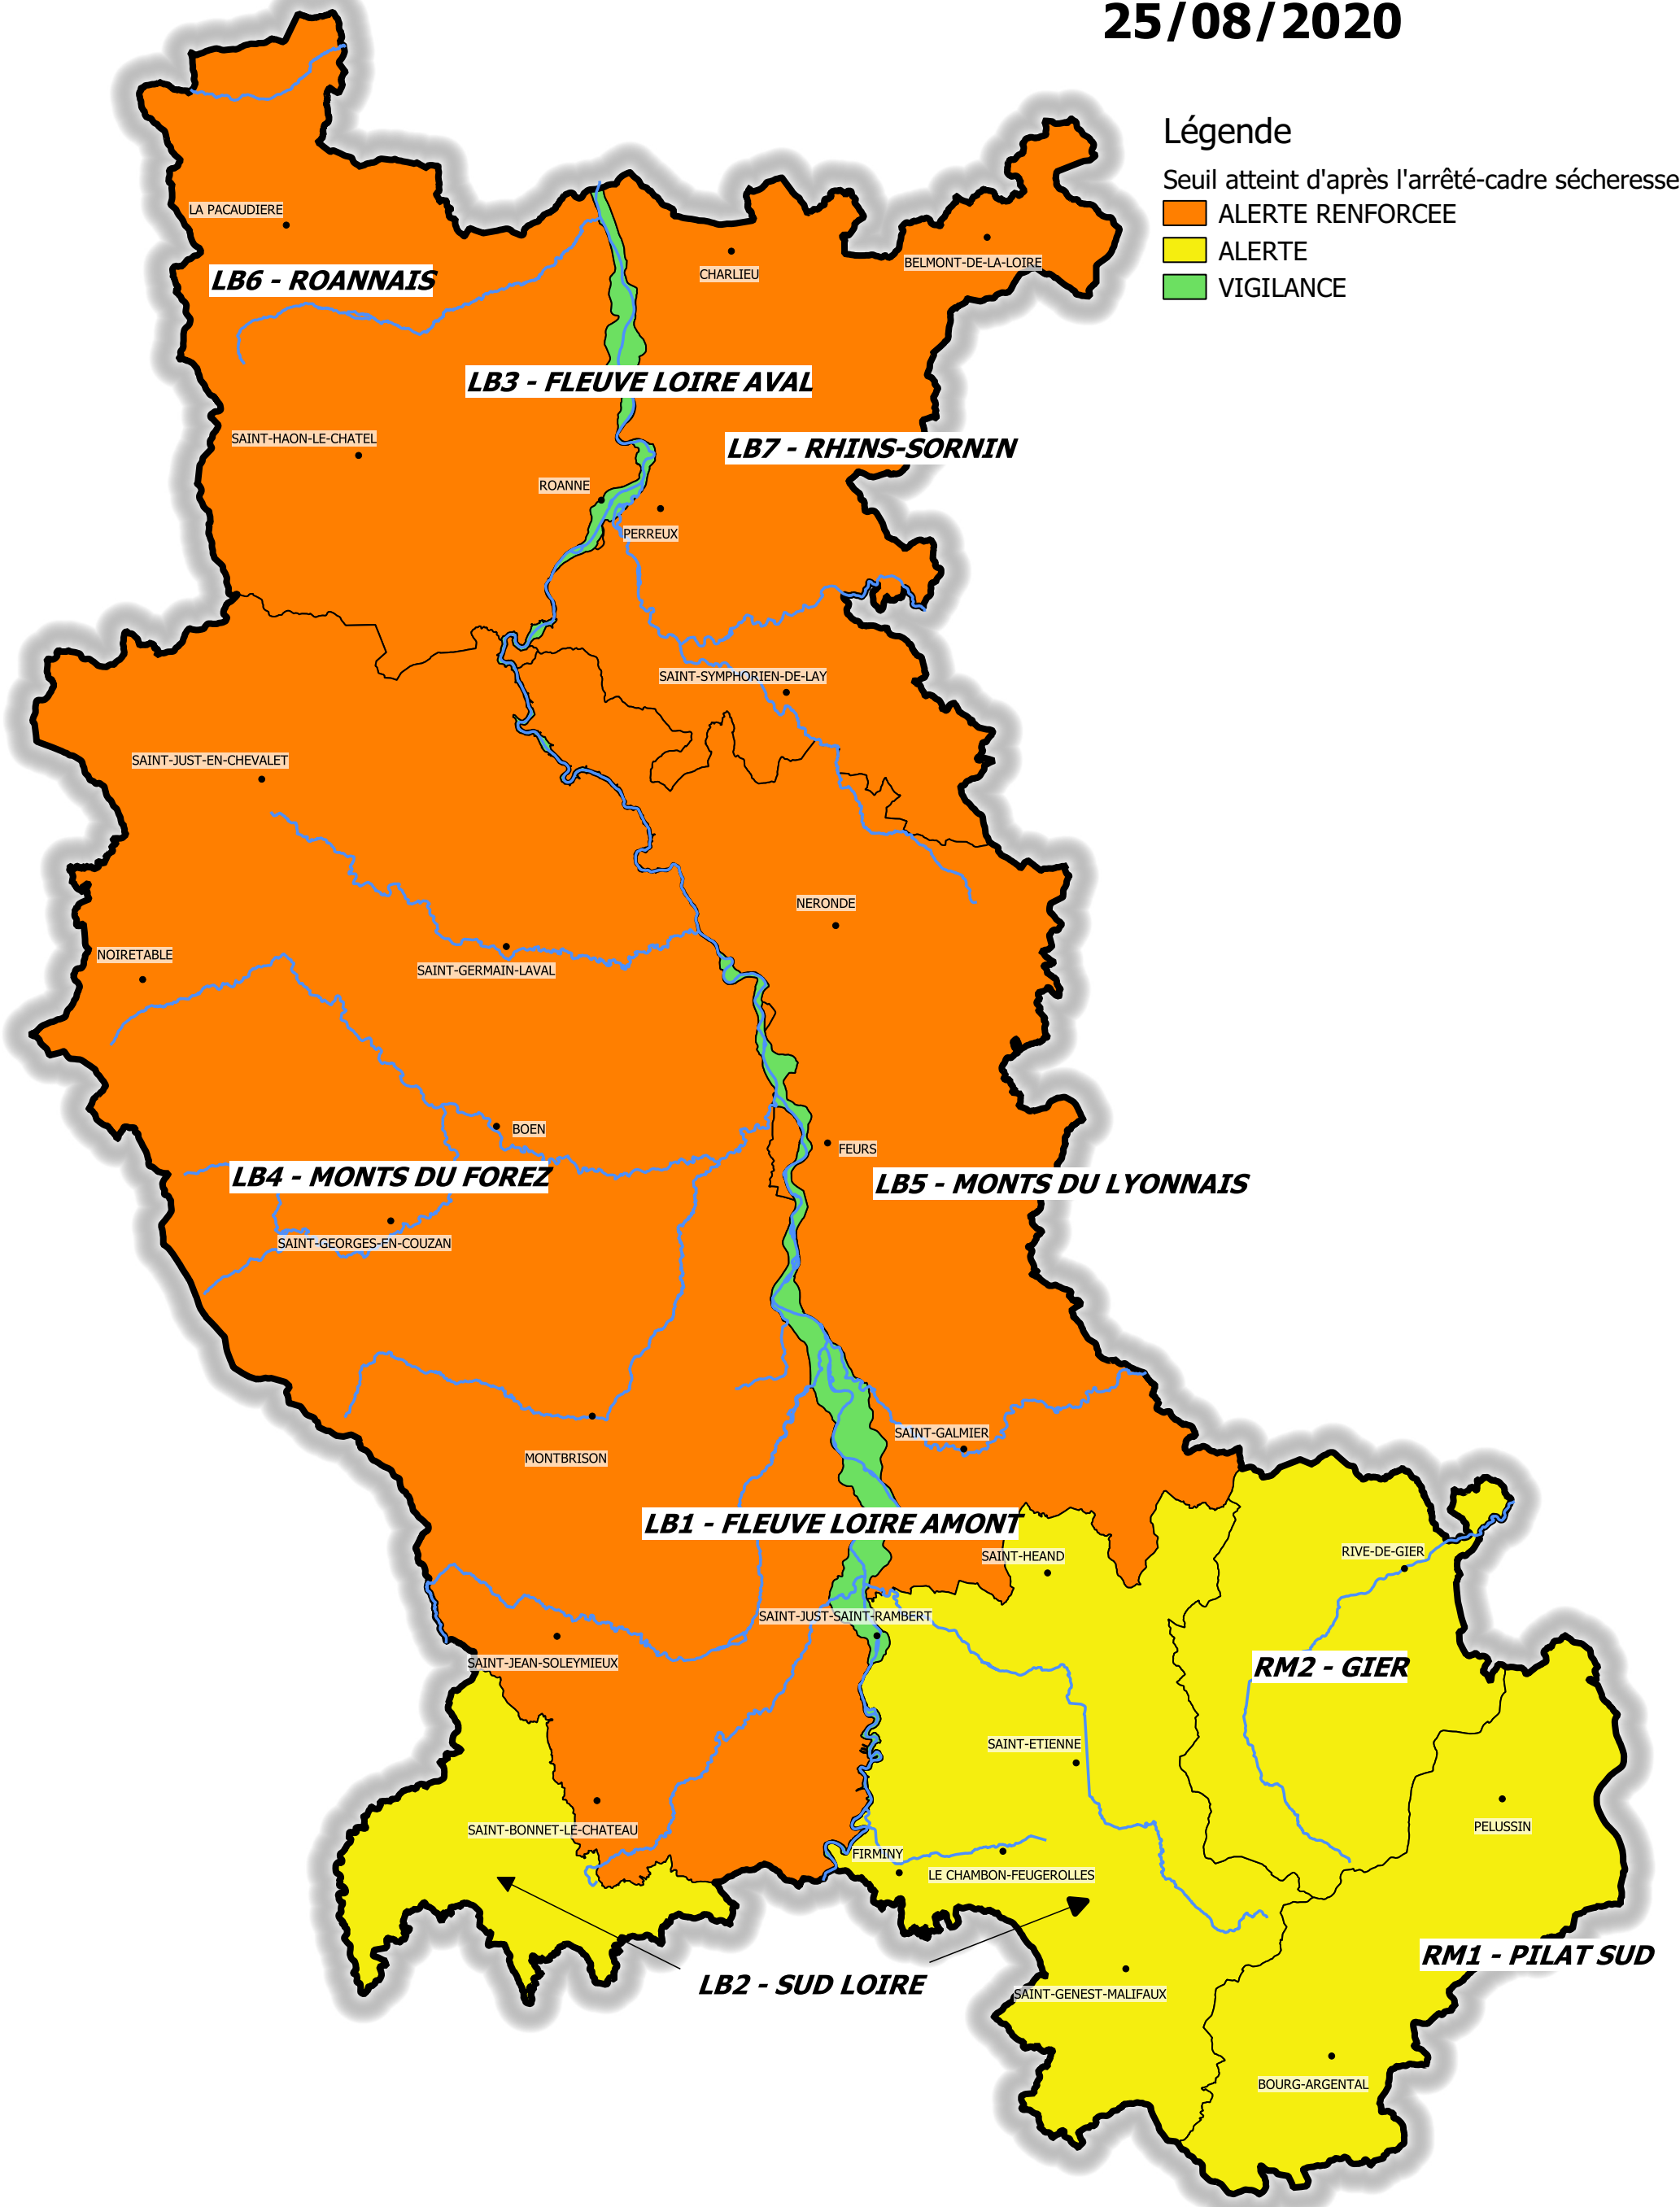 25/08/2020
Légende
Seuil atteint d'après l'arrêté-cadre sécheresse
ALERTE RENFORCEE
ALERTE
VIGILANCE
LA PACAUDIERE
CHARLIEU
BELMONT-DE-LA-LOIRE
LB6 - ROANNAIS
LB3 - FLEUVE LOIRE AVAL
SAINT-HAON-LE-CHATEL
LB7 - RHINS-SORNIN
ROANNE
PERREUX
SAINT-SYMPHORIEN-DE-LAY
SAINT-JUST-EN-CHEVALET
NERONDE
NOIRETABLE
SAINT-GERMAIN-LAVAL
BOEN
FEURS
LB4 - MONTS DU FOREZ
LB5 - MONTS DU LYONNAIS
SAINT-GEORGES-EN-COUZAN
SAINT-GALMIER
MONTBRISON
LB1 - FLEUVE LOIRE AMONT
SAINT-HEAND
RIVE-DE-GIER
SAINT-JUST-SAINT-RAMBERT
SAINT-JEAN-SOLEYMIEUX
RM2 - GIER
SAINT-ETIENNE
SAINT-BONNET-LE-CHATEAU
PELUSSIN
FIRMINY
LE CHAMBON-FEUGEROLLES
RM1 - PILAT SUD
LB2 - SUD LOIRE
SAINT-GENEST-MALIFAUX
BOURG-ARGENTAL